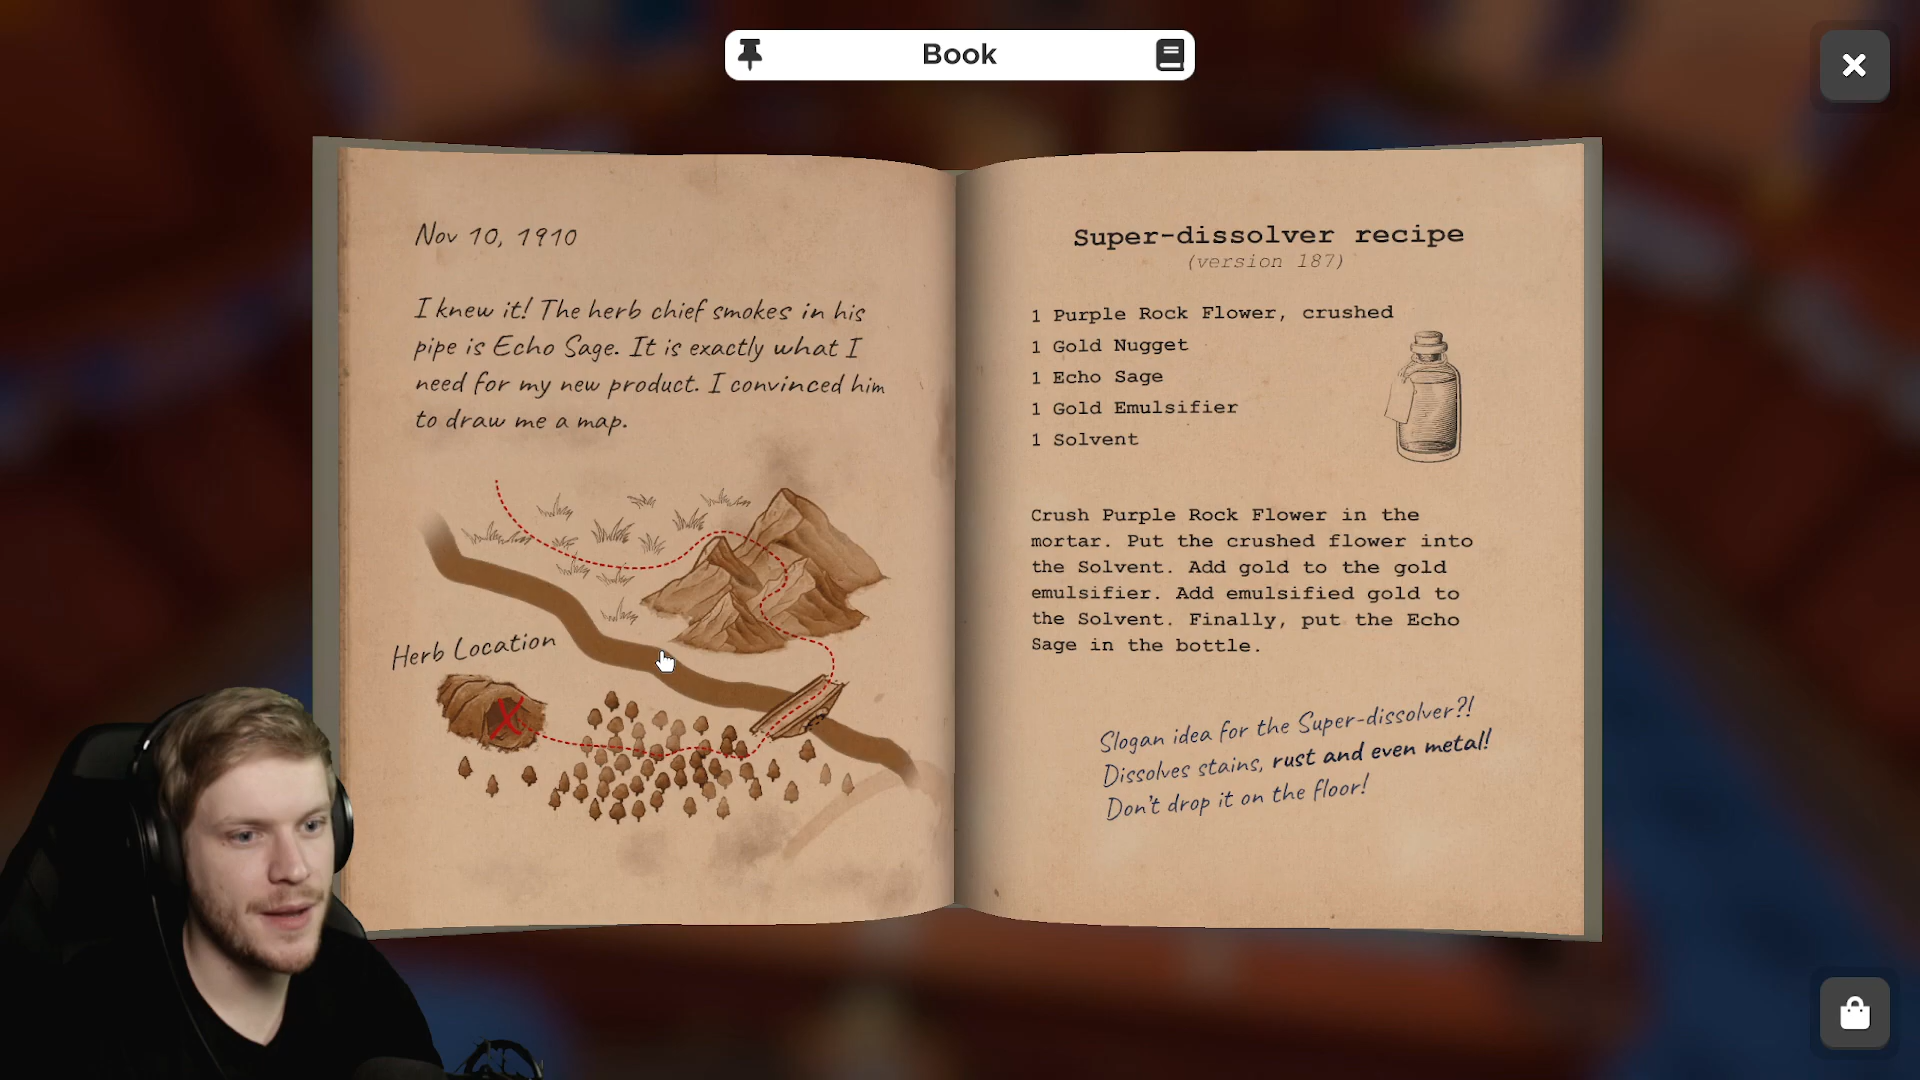 Book
Nov 10, 1910
I knew it! The herb chief smokes in his
pipe is Echo Sage. It is exactly what I
need for my new product. I convinced him
to draw me a map.
Herb Location
X
Super-dissolver recipe
(version 187)
1 Purple Rock Flower, crushed
1 Gold Nugget
1 Echo Sage
1 Gold Emulsifier
1 Solvent
Crush Purple Rock Flower in the
mortar. Put the crushed flower into
the Solvent. Add gold to the gold
emulsifier. Add emulsified gold to
the Solvent. Finally, put the Echo
Sage in the bottle.
Slogan idea for the Super-dissolver?!
Dissolves stains, rust and even metal!
Don't drop it on the floor!